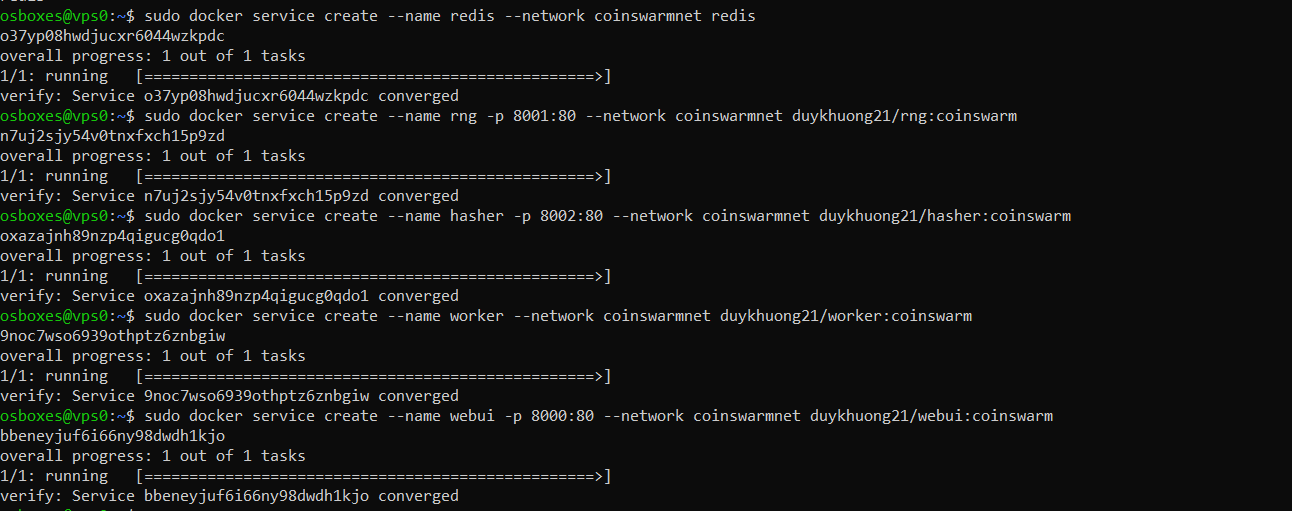 osboxes@vps0:~$ sudo docker service create --name redis --network coinswarmnet redis
o37yp08hwdjucxr6044wzkpdc
overall progress: 1 out of 1 tasks
1/1: running   [==================================================>]
verify: Service o37yp08hwdjucxr6044wzkpdc converged
osboxes@vps0:~$ sudo docker service create --name rng -p 8001:80 --network coinswarmnet duykhuong21/rng:coinswarm
n7uj2sjy54v0tnxfxch15p9zd
overall progress: 1 out of 1 tasks
1/1: running   [==================================================>]
verify: Service n7uj2sjy54v0tnxfxch15p9zd converged
osboxes@vps0:~$ sudo docker service create --name hasher -p 8002:80 --network coinswarmnet duykhuong21/hasher:coinswarm
oxazajnh89nzp4qigucg0qdo1
overall progress: 1 out of 1 tasks
1/1: running   [==================================================>]
verify: Service oxazajnh89nzp4qigucg0qdo1 converged
osboxes@vps0:~$ sudo docker service create --name worker --network coinswarmnet duykhuong21/worker:coinswarm
9noc7wso6939othptz6znbgiw
overall progress: 1 out of 1 tasks
1/1: running   [==================================================>]
verify: Service 9noc7wso6939othptz6znbgiw converged
osboxes@vps0:~$ sudo docker service create --name webui -p 8000:80 --network coinswarmnet duykhuong21/webui:coinswarm
bbeneyjuf6i66ny98dwdh1kjo
overall progress: 1 out of 1 tasks
1/1: running   [==================================================>]
verify: Service bbeneyjuf6i66ny98dwdh1kjo converged